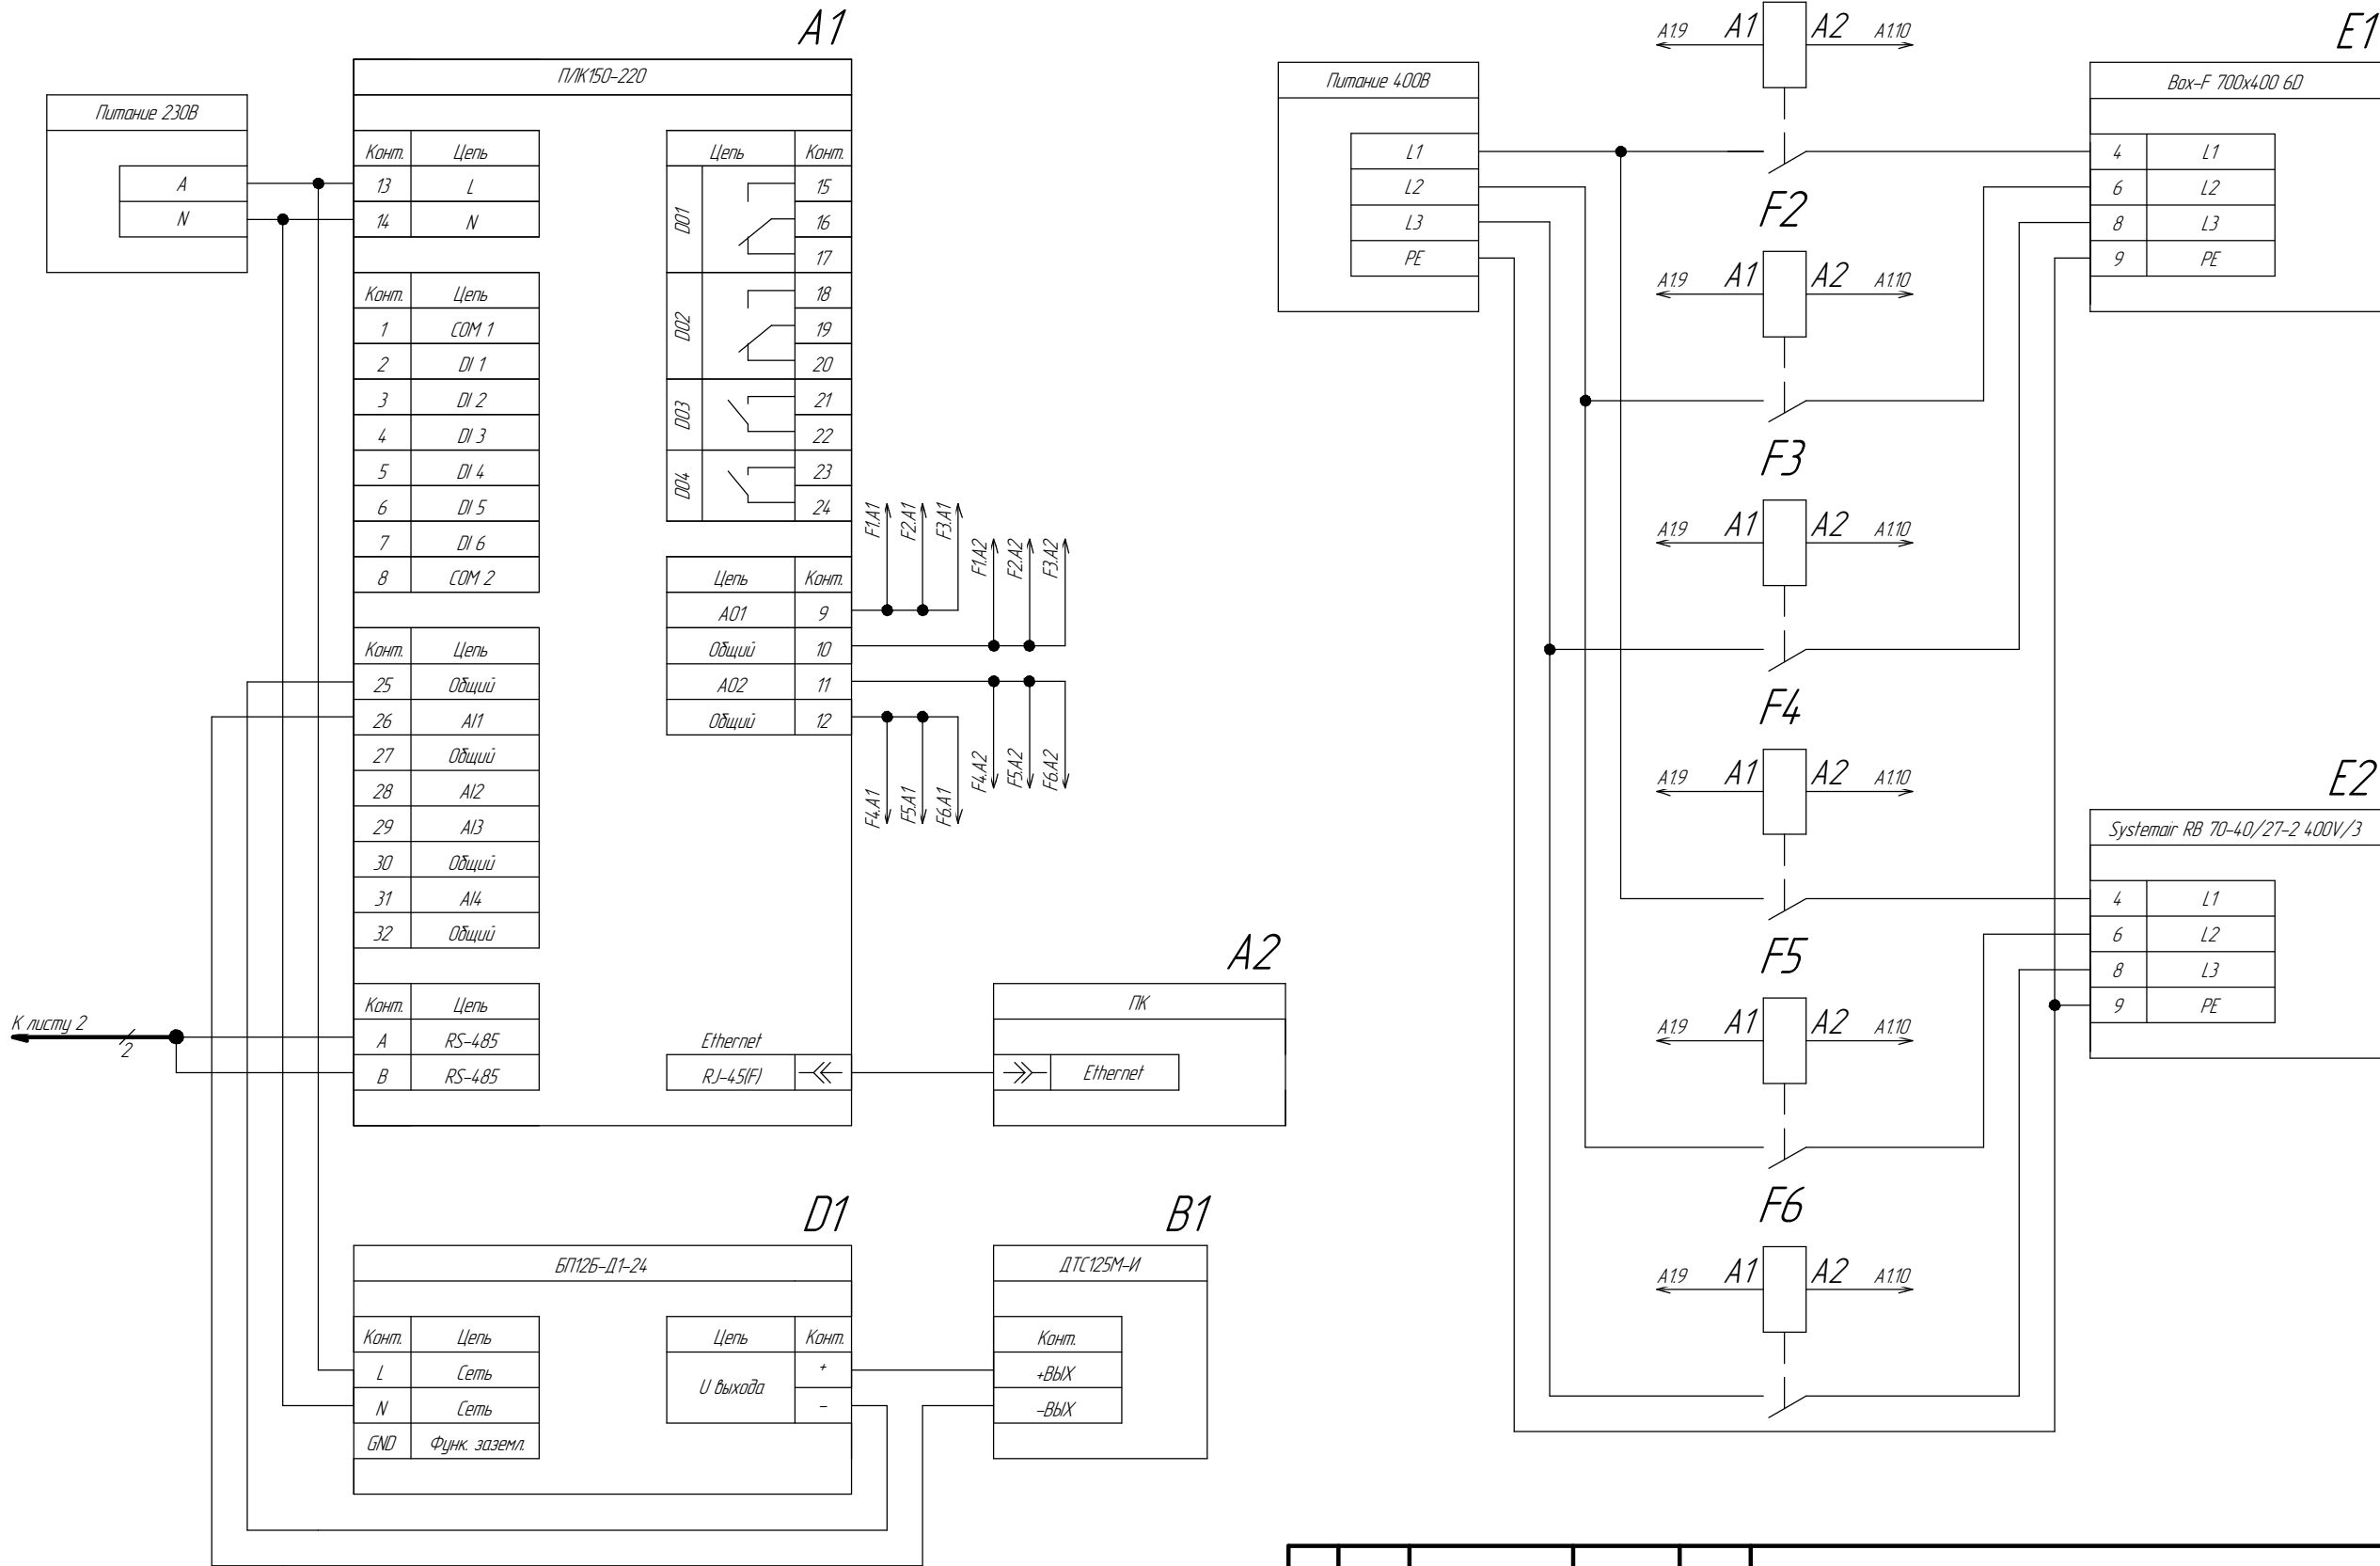 A1
ПЛК150-220
Питание 230В
A
N
Конт. Цепь
13 L
14 N
Конт. Цепь
1 COM 1
2 DI 1
3 DI 2
4 DI 3
5 DI 4
6 DI 5
7 DI 6
8 COM 2
Конт. Цепь
25 Общий
26 AI1
27 Общий
28 AI2
29 AI3
30 Общий
31 AI4
32 Общий
Конт. Цепь
A RS-485
B RS-485
К листу 2
2
Цепь Конт.
DO1
15
16
17
DO2
18
19
20
DO3
21
22
DO4
23
24
Цепь Конт.
AO1 9
Общий 10
AO2 11
Общий 12
F1.A1 F2.A1 F3.A1
F1.A2 F2.A2 F3.A2
F4.A2 F5.A2 F6.A2
F4.A1 F5.A1 F6.A1
Ethernet
RJ-45(F)
A2
ПК
Ethernet
D1
БП12Б-Д1-24
Конт. Цепь
L Сеть
N Сеть
GND Функ. заземл.
Цепь Конт.
U выхода
+
-
B1
ДТС125М-И
Конт.
+ВЫХ
-ВЫХ
Питание 400В
L1
L2
L3
PE
A1.9 A1 A2 A1.10
F2
A1.9 A1 A2 A1.10
F3
A1.9 A1 A2 A1.10
F4
A1.9 A1 A2 A1.10
F5
A1.9 A1 A2 A1.10
F6
A1.9 A1 A2 A1.10
E1
Box-F 700x400 6D
4 L1
6 L2
8 L3
9 PE
E2
Systemair RB 70-40/27-2 400V/3
4 L1
6 L2
8 L3
9 PE